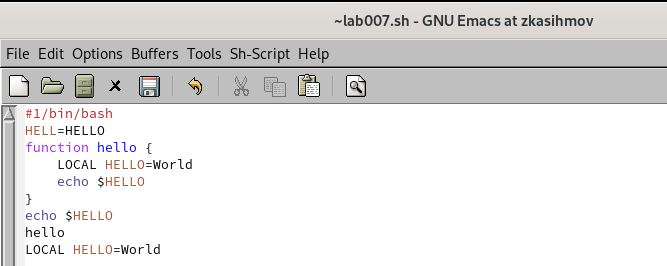 ~lab007.sh - GNU Emacs at zkasihmov
File Edit Options Buffers Tools Sh-Script Help
#1/bin/bash
HELL=HELLO
function hello {
    LOCAL HELLO=World
    echo $HELLO
}
echo $HELLO
hello
LOCAL HELLO=World